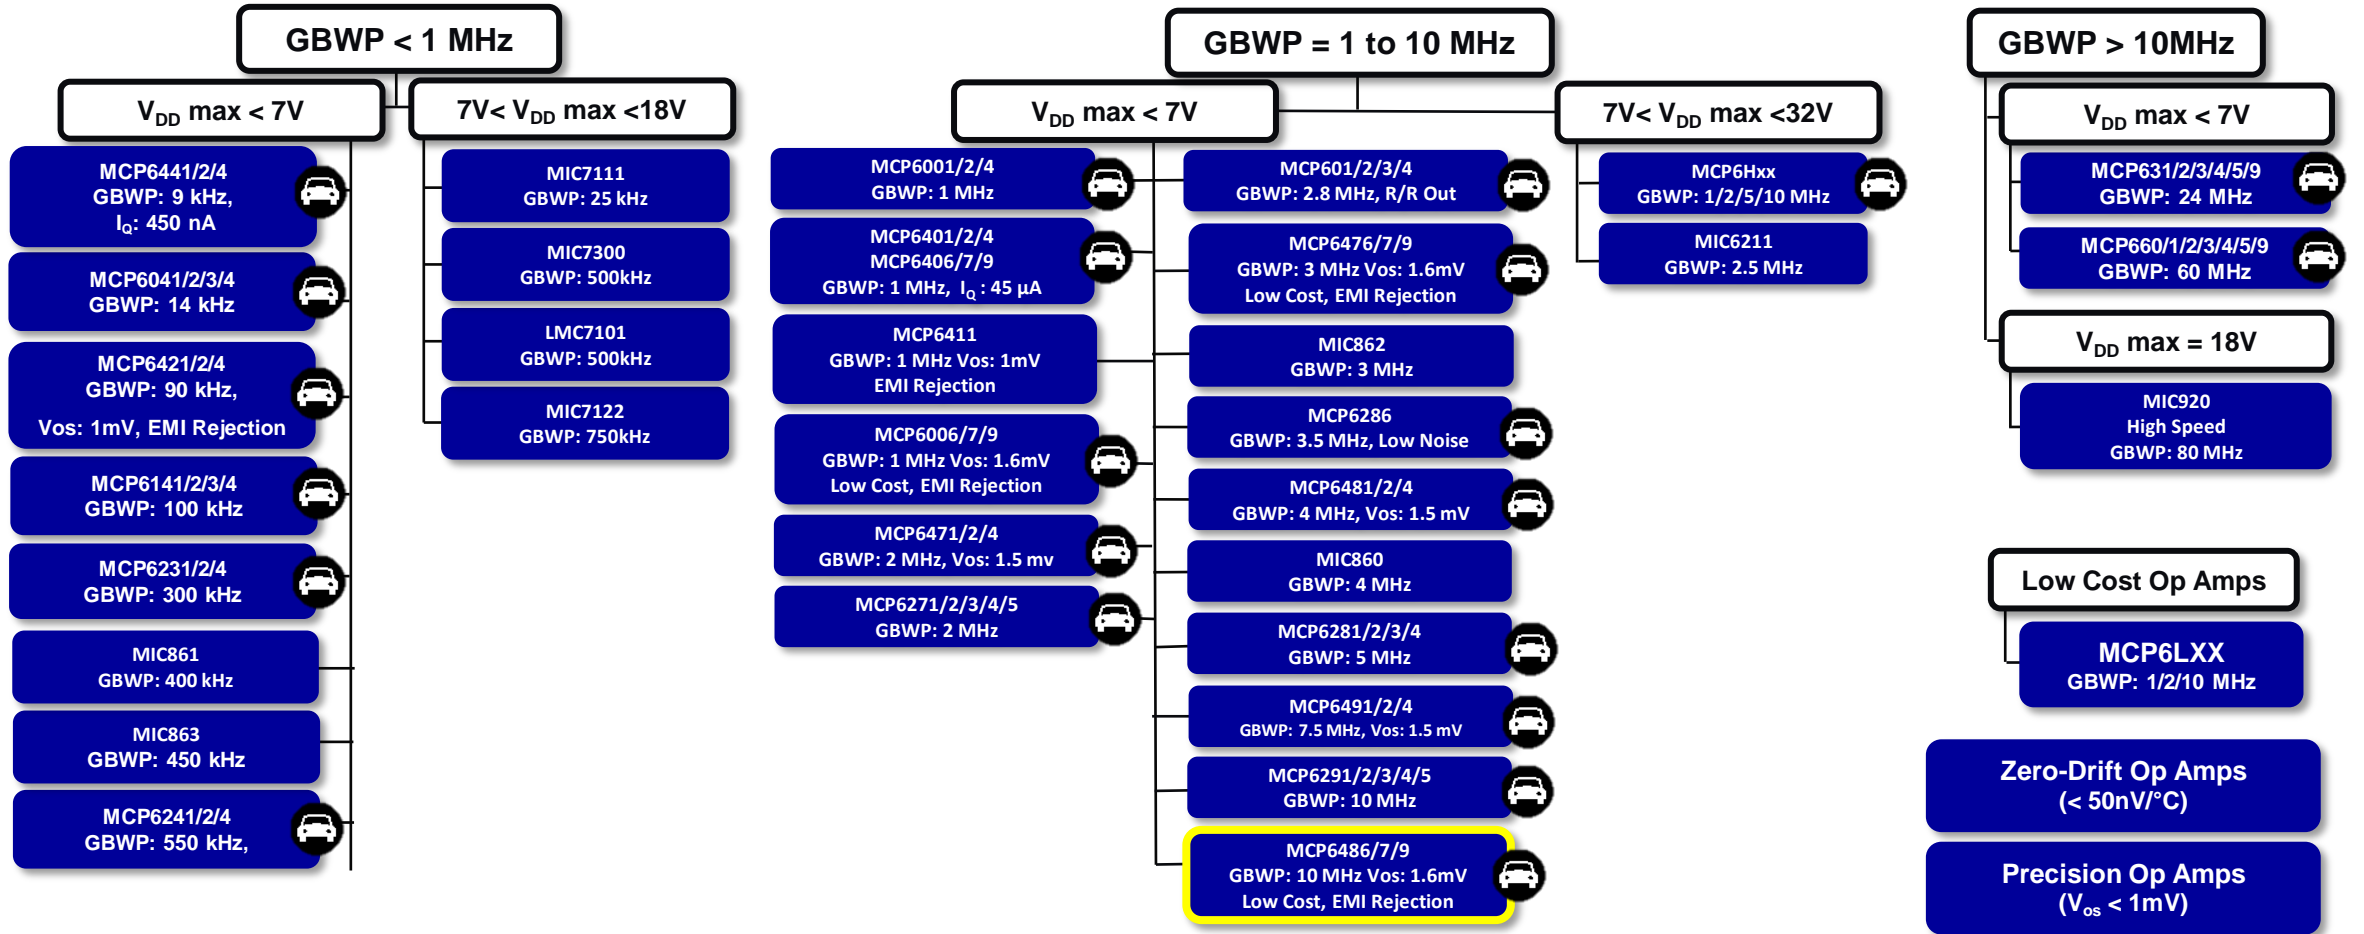 GBWP < 1 MHz
V_DD max < 7V
MCP6441/2/4
GBWP: 9 kHz,
I_Q: 450 nA
MCP6041/2/3/4
GBWP: 14 kHz
MCP6421/2/4
GBWP: 90 kHz,
Vos: 1mV, EMI Rejection
MCP6141/2/3/4
GBWP: 100 kHz
MCP6231/2/4
GBWP: 300 kHz
MIC861
GBWP: 400 kHz
MIC863
GBWP: 450 kHz
MCP6241/2/4
GBWP: 550 kHz,
7V< V_DD max <18V
MIC7111
GBWP: 25 kHz
MIC7300
GBWP: 500kHz
LMC7101
GBWP: 500kHz
MIC7122
GBWP: 750kHz
GBWP = 1 to 10 MHz
V_DD max < 7V
MCP6001/2/4
GBWP: 1 MHz
MCP6401/2/4
MCP6406/7/9
GBWP: 1 MHz, I_Q : 45 µA
MCP6411
GBWP: 1 MHz Vos: 1mV
EMI Rejection
MCP6006/7/9
GBWP: 1 MHz Vos: 1.6mV
Low Cost, EMI Rejection
MCP6471/2/4
GBWP: 2 MHz, Vos: 1.5 mv
MCP6271/2/3/4/5
GBWP: 2 MHz
MCP601/2/3/4
GBWP: 2.8 MHz, R/R Out
MCP6476/7/9
GBWP: 3 MHz Vos: 1.6mV
Low Cost, EMI Rejection
MIC862
GBWP: 3 MHz
MCP6286
GBWP: 3.5 MHz, Low Noise
MCP6481/2/4
GBWP: 4 MHz, Vos: 1.5 mV
MIC860
GBWP: 4 MHz
MCP6281/2/3/4
GBWP: 5 MHz
MCP6491/2/4
GBWP: 7.5 MHz, Vos: 1.5 mV
MCP6291/2/3/4/5
GBWP: 10 MHz
MCP6486/7/9
GBWP: 10 MHz Vos: 1.6mV
Low Cost, EMI Rejection
7V< V_DD max <32V
MCP6Hxx
GBWP: 1/2/5/10 MHz
MIC6211
GBWP: 2.5 MHz
GBWP > 10MHz
V_DD max < 7V
MCP631/2/3/4/5/9
GBWP: 24 MHz
MCP660/1/2/3/4/5/9
GBWP: 60 MHz
V_DD max = 18V
MIC920
High Speed
GBWP: 80 MHz
Low Cost Op Amps
MCP6LXX
GBWP: 1/2/10 MHz
Zero-Drift Op Amps
(< 50nV/°C)
Precision Op Amps
(V_os < 1mV)